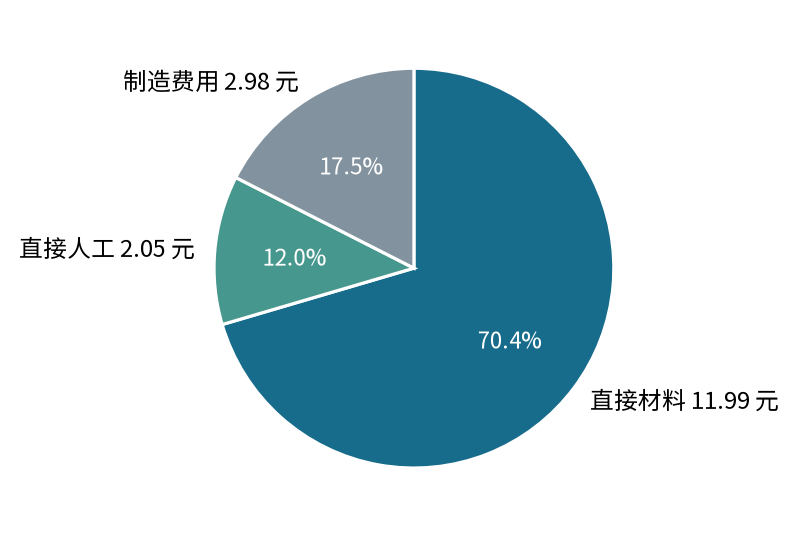 制造费用 2.98 元
17.5%
直接人工 2.05 元
12.0%
70.4%
直接材料 11.99 元